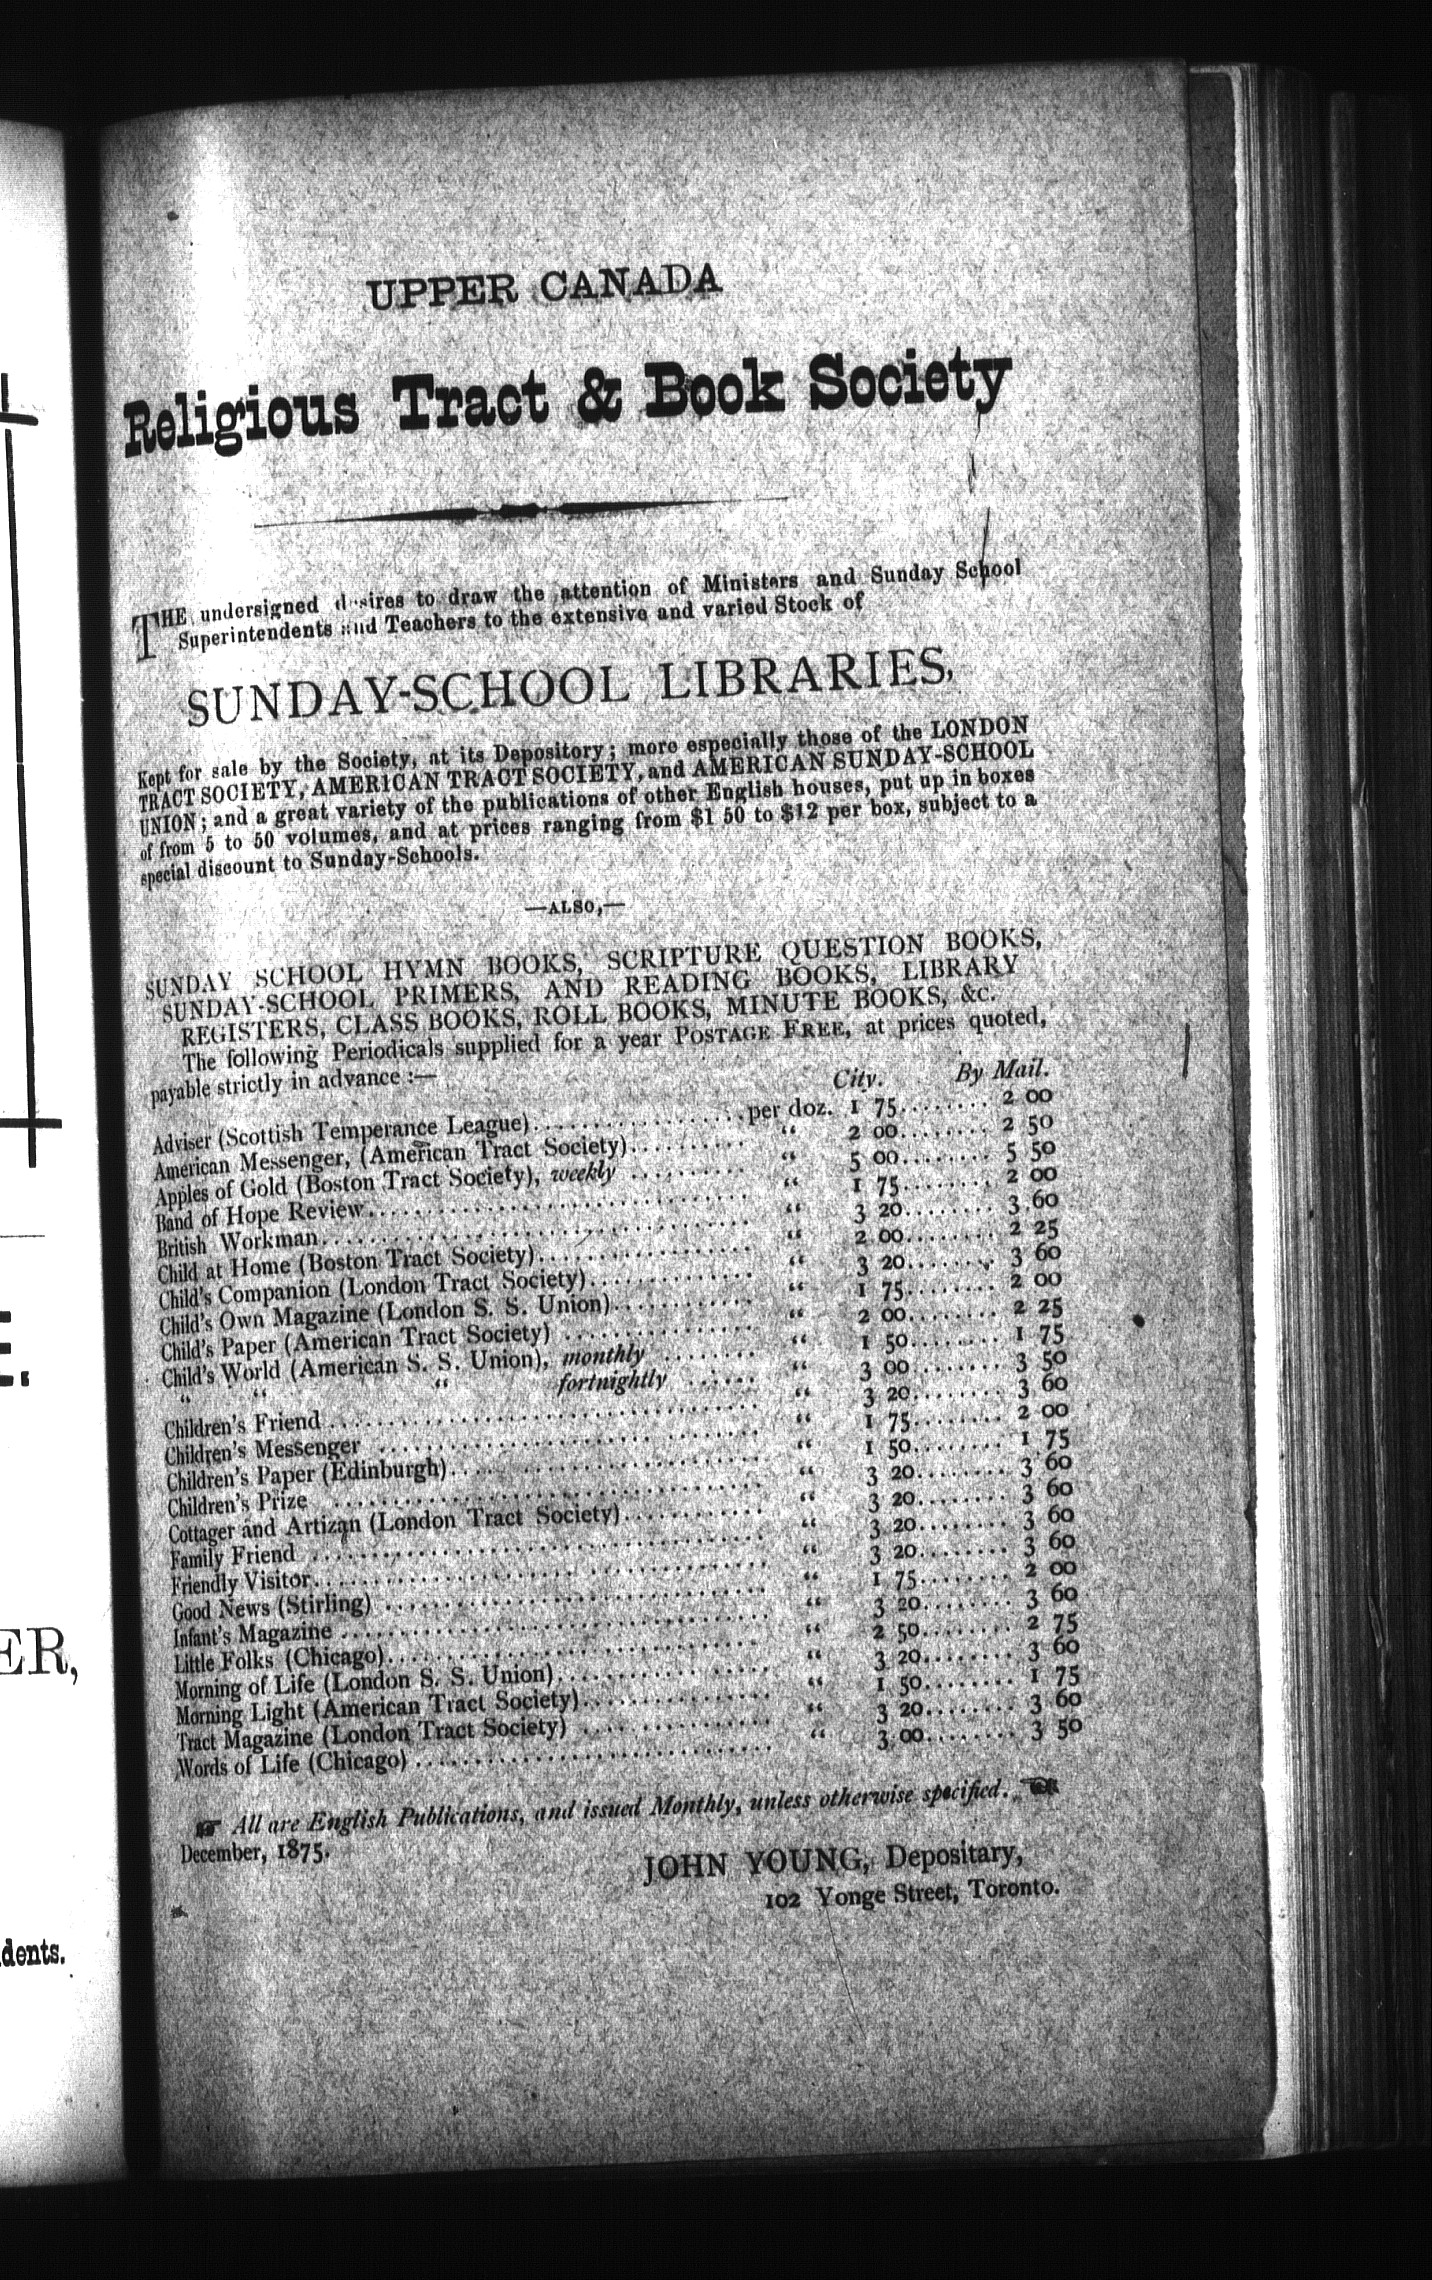 UPPER CANADA
Religious Tract & Book Society
THE undersigned desires to draw the attention of Ministers and Sunday School
Superintendents and Teachers to the extensive and varied Stock of
SUNDAY-SCHOOL LIBRARIES,
Kept for sale by the Society, at its Depository; more especially those of the LONDON
TRACT SOCIETY, AMERICAN TRACT SOCIETY, and AMERICAN SUNDAY-SCHOOL
UNION; and a great variety of the publications of other English houses, put up in boxes
of from 5 to 50 volumes, and at prices ranging from $1 50 to $12 per box, subject to a
special discount to Sunday-Schools.
—ALSO,—
SUNDAY SCHOOL HYMN BOOKS, SCRIPTURE QUESTION BOOKS,
SUNDAY-SCHOOL PRIMERS, AND READING BOOKS, LIBRARY
REGISTERS, CLASS BOOKS, ROLL BOOKS, MINUTE BOOKS, &c.
The following Periodicals supplied for a year POSTAGE FREE, at prices quoted,
payable strictly in advance :—
City. By Mail.
Adviser (Scottish Temperance League)........................per doz. 1 75........ 2 00
American Messenger, (American Tract Society)............ " 2 00........ 2 50
Apples of Gold (Boston Tract Society), weekly ............ " 5 00........ 5 50
Band of Hope Review.................................... " 1 75........ 2 00
British Workman........................................ " 3 20........ 3 60
Child at Home (Boston Tract Society).................... " 2 00........ 2 25
Child's Companion (London Tract Society)................ " 3 20........ 3 60
Child's Own Magazine (London S. S. Union).............. " 1 75........ 2 00
Child's Paper (American Tract Society) .................. " 2 00........ 2 25
Child's World (American S. S. Union), monthly .......... " 1 50........ 1 75
" " " fortnightly ...... " 3 00........ 3 50
Children's Friend ...................................... " 3 20........ 3 60
Children's Messenger .................................. " 1 75........ 2 00
Children's Paper (Edinburgh)............................ " 1 50........ 1 75
Children's Prize ...................................... " 3 20........ 3 60
Cottager and Artizan (London Tract Society).............. " 3 20........ 3 60
Family Friend .......................................... " 3 20........ 3 60
Friendly Visitor........................................ " 3 20........ 3 60
Good News (Stirling) .................................. " 1 75........ 2 00
Infant's Magazine ...................................... " 3 20........ 3 60
Little Folks (Chicago).................................. " 2 50........ 2 75
Morning of Life (London S. S. Union).................... " 3 20........ 3 60
Morning Light (American Tract Society).................. " 1 50........ 1 75
Tract Magazine (London Tract Society) .................. " 3 20........ 3 60
Words of Life (Chicago) ................................ " 3 00........ 3 50
☞ All are English Publications, and issued Monthly, unless otherwise specified. ☜
December, 1875.
JOHN YOUNG, Depositary,
102 Yonge Street, Toronto.
ER,
dents.